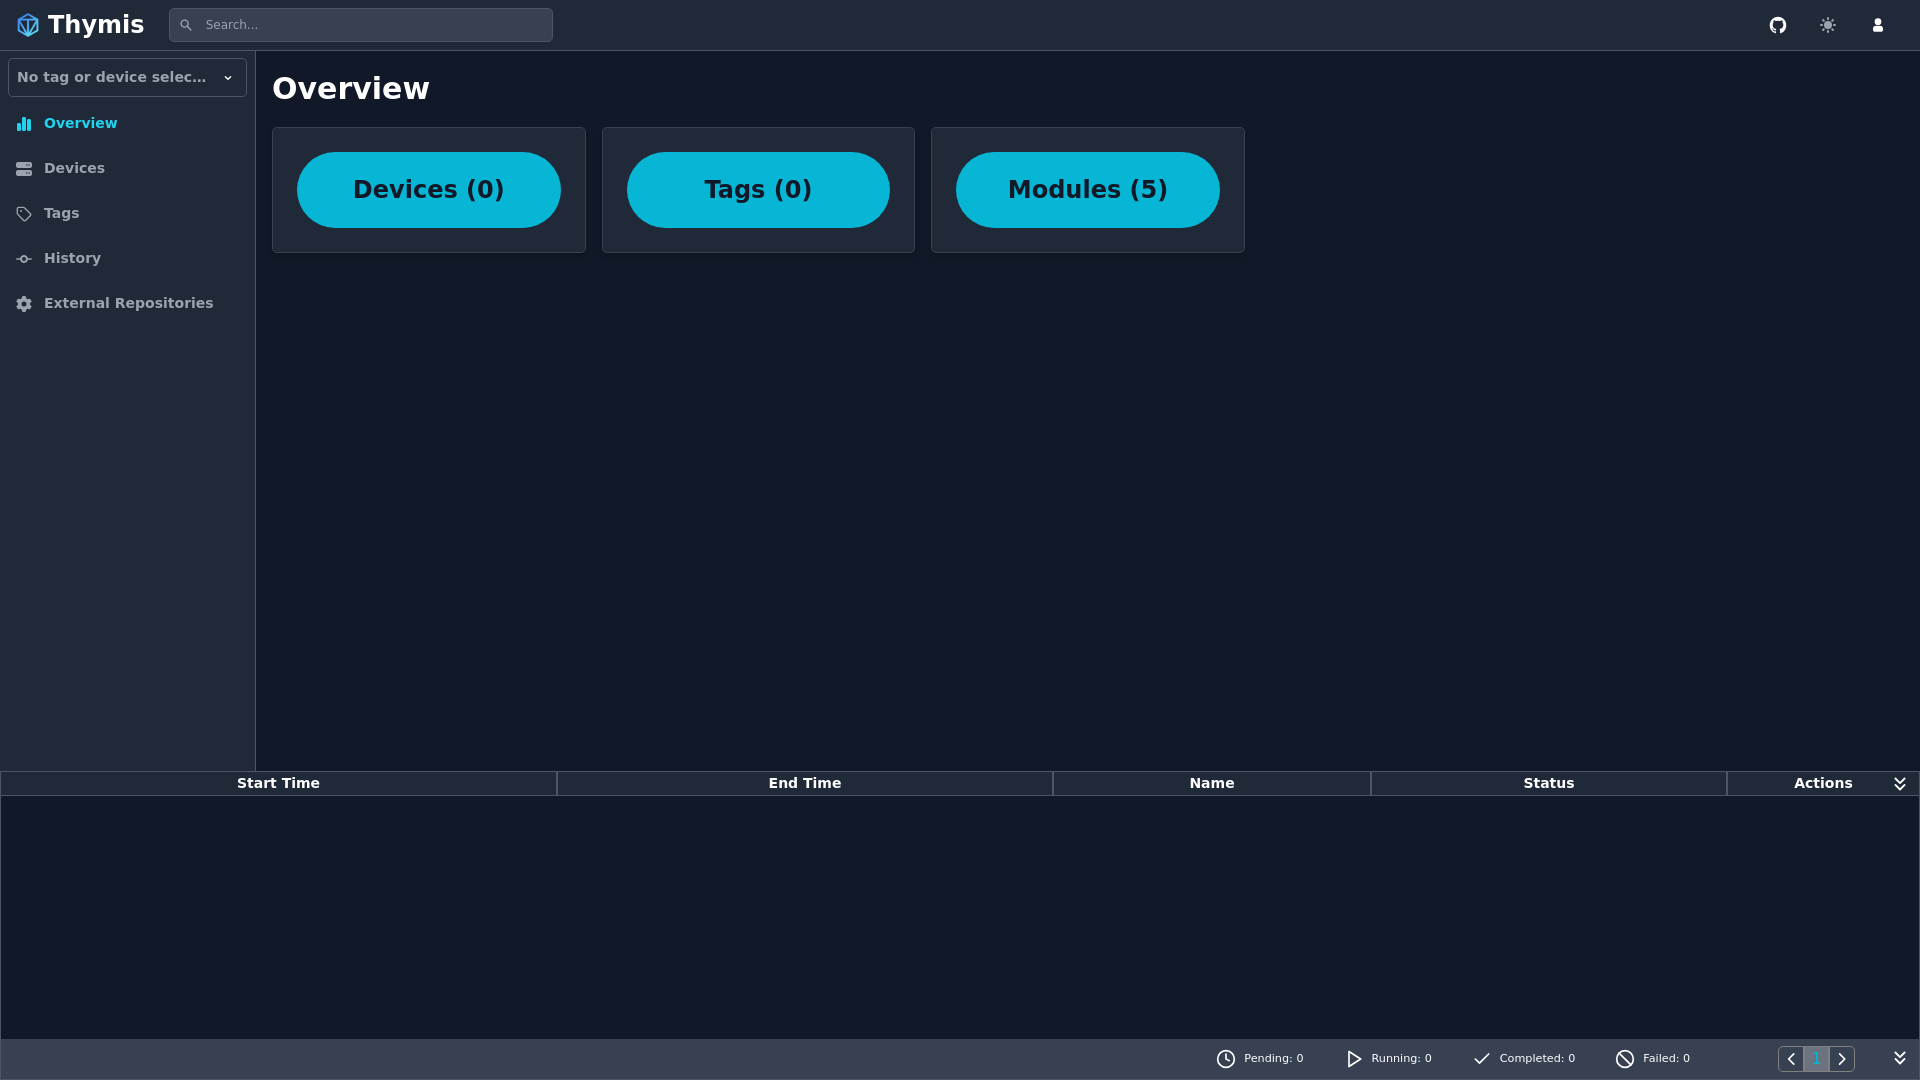 Thymis
Search...
No tag or device selec...
Overview
Devices
Tags
History
External Repositories
Overview
Devices (0)
Tags (0)
Modules (5)
Start Time
End Time
Name
Status
Actions
Pending: 0
Running: 0
Completed: 0
Failed: 0
1